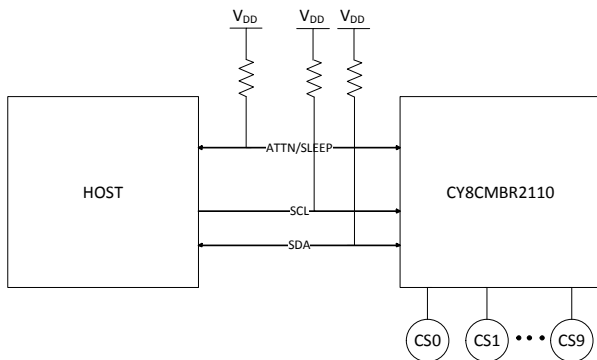 VDD VDD VDD
ATTN/SLEEP
HOST CY8CMBR2110
SCL
SDA
CS0 CS1 ••• CS9